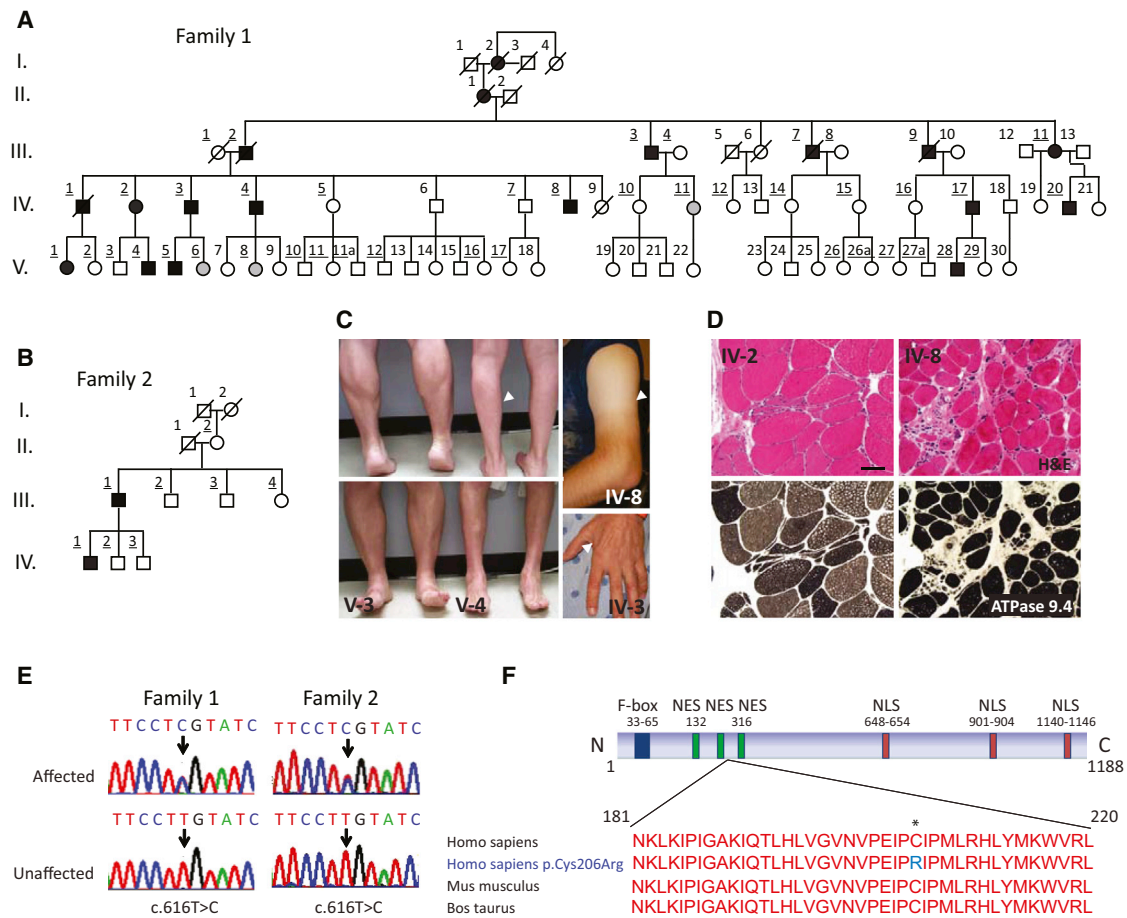 A
Family 1
I.
1 2 3 4
II.
1 2
III.
1 2 3 4 5 6 7 8 9 10 12 11 13
IV.
1 2 3 4 5 6 7 8 9 10 11 12 13 14 15 16 17 18 19 20 21
V.
1 2 3 4 5 6 7 8 9 10 11 11a 12 13 14 15 16 17 18 19 20 21 22 23 24 25 26 26a 27 27a 28 29 30
B
Family 2
I.
1 2
II.
1 2
III.
1 2 3 4
IV.
1 2 3
C
V-3
V-4
IV-8
IV-3
D
IV-2
IV-8
H&E
ATPase 9.4
E
Family 1 Family 2
TTCCTCGTATC TTCCTCGTATC
Affected
TTCCTTGTATC TTCCTTGTATC
Unaffected
c.616T>C c.616T>C
F
F-box NES NES NES NLS NLS NLS
33-65 132 316 648-654 901-904 1140-1146
N C
1 1188
181 220
*
Homo sapiens NKLKIPIGAKIQTLHLVGVNVPEIPCIPMLRHLYMKWVRL
Homo sapiens p.Cys206Arg NKLKIPIGAKIQTLHLVGVNVPEIPRIPMLRHLYMKWVRL
Mus musculus NKLKIPIGAKIQTLHLVGVNVPEIPCIPMLRHLYMKWVRL
Bos taurus NKLKIPIGAKIQTLHLVGVNVPEIPCIPMLRHLYMKWVRL